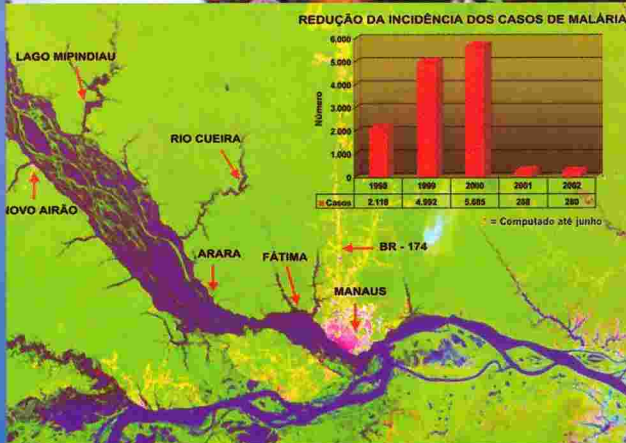 REDUÇÃO DA INCIDÊNCIA DOS CASOS DE MALÁRIA
6.000
5.000
4.000
3.000
2.000
1.000
0
Número
1998 1999 2000 2001 2002
Casos 2.119 4.992 5.685 288 280 *
* = Computado até junho
LAGO MIPINDIAU
RIO CUEIRA
NOVO AIRÃO
ARARA
FÁTIMA
BR - 174
MANAUS